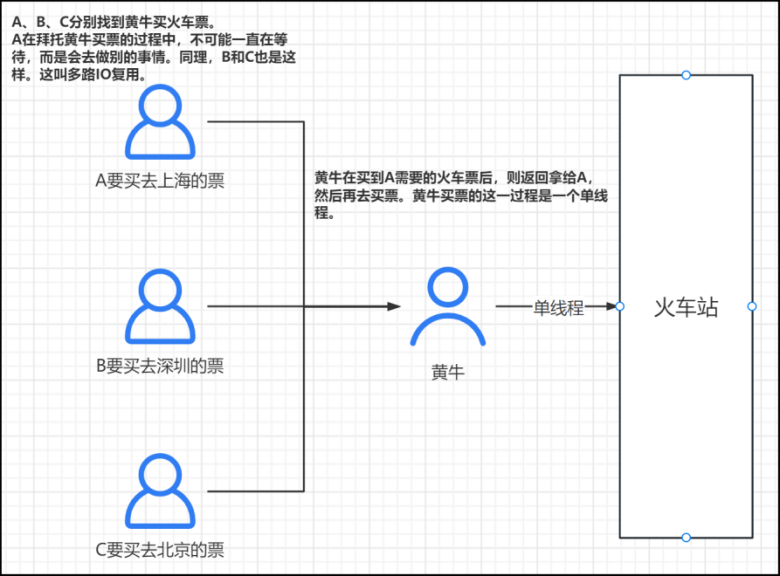 A、B、C分别找到黄牛买火车票。
A在拜托黄牛买票的过程中，不可能一直在等
待，而是会去做别的事情。同理，B和C也是这
样。这叫多路IO复用。
A要买去上海的票
黄牛在买到A需要的火车票后，则返回拿给A，
然后再去买票。黄牛买票的这一过程是一个单线
程。
B要买去深圳的票
黄牛
单线程
火车站
C要买去北京的票